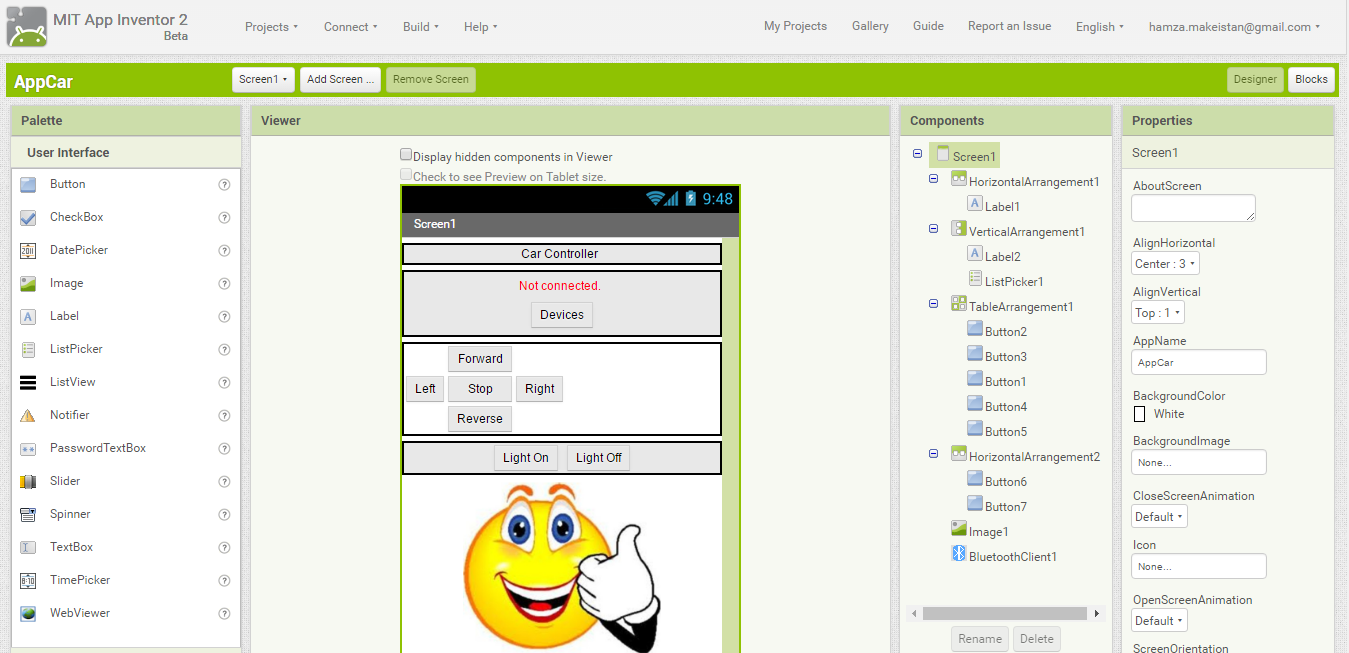 MIT App Inventor 2
Beta
Projects Connect Build Help
My Projects Gallery Guide Report an Issue English hamza.makeistan@gmail.com
AppCar
Screen1 Add Screen ... Remove Screen
Designer Blocks
Palette
User Interface
Button ?
CheckBox ?
DatePicker ?
Image ?
Label ?
ListPicker ?
ListView ?
Notifier ?
PasswordTextBox ?
Slider ?
Spinner ?
TextBox ?
TimePicker ?
WebViewer ?
Viewer
Display hidden components in Viewer
Check to see Preview on Tablet size.
9:48
Screen1
Car Controller
Not connected.
Devices
Forward
Left Stop Right
Reverse
Light On Light Off
Components
Screen1
HorizontalArrangement1
A Label1
VerticalArrangement1
A Label2
ListPicker1
TableArrangement1
Button2
Button3
Button1
Button4
Button5
HorizontalArrangement2
Button6
Button7
Image1
BluetoothClient1
Rename Delete
Properties
Screen1
AboutScreen
AlignHorizontal
Center : 3
AlignVertical
Top : 1
AppName
AppCar
BackgroundColor
White
BackgroundImage
None...
CloseScreenAnimation
Default
Icon
None...
OpenScreenAnimation
Default
ScreenOrientation